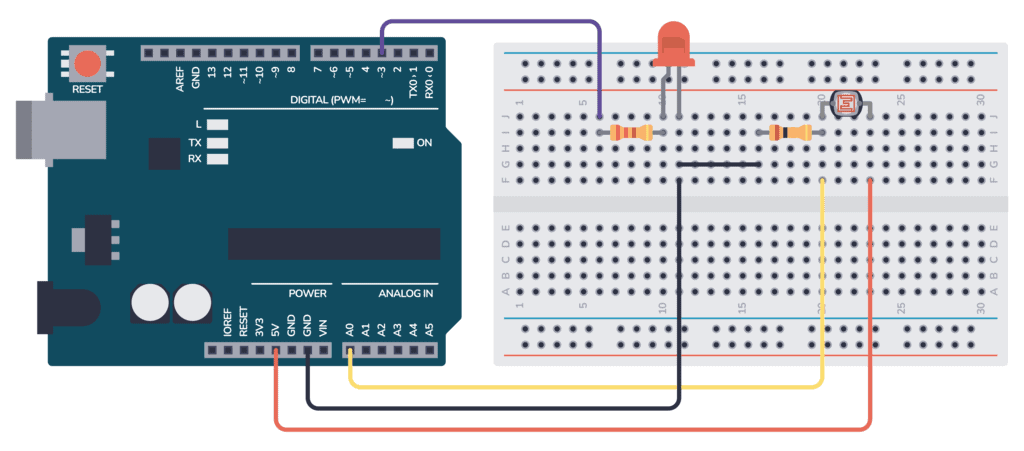 RESET
AREF
GND
13
12
~11
~10
~9
8
7
~6
~5
4
~3
2
TX0›1
RX0‹0
DIGITAL (PWM= ~)
L
TX
RX
ON
POWER
ANALOG IN
IOREF
RESET
3V3
5V
GND
GND
VIN
A0
A1
A2
A3
A4
A5
1 5 10 15 20 25 30
J J
I I
H H
G G
F F
E E
D D
C C
B B
A A
1 5 10 15 20 25 30